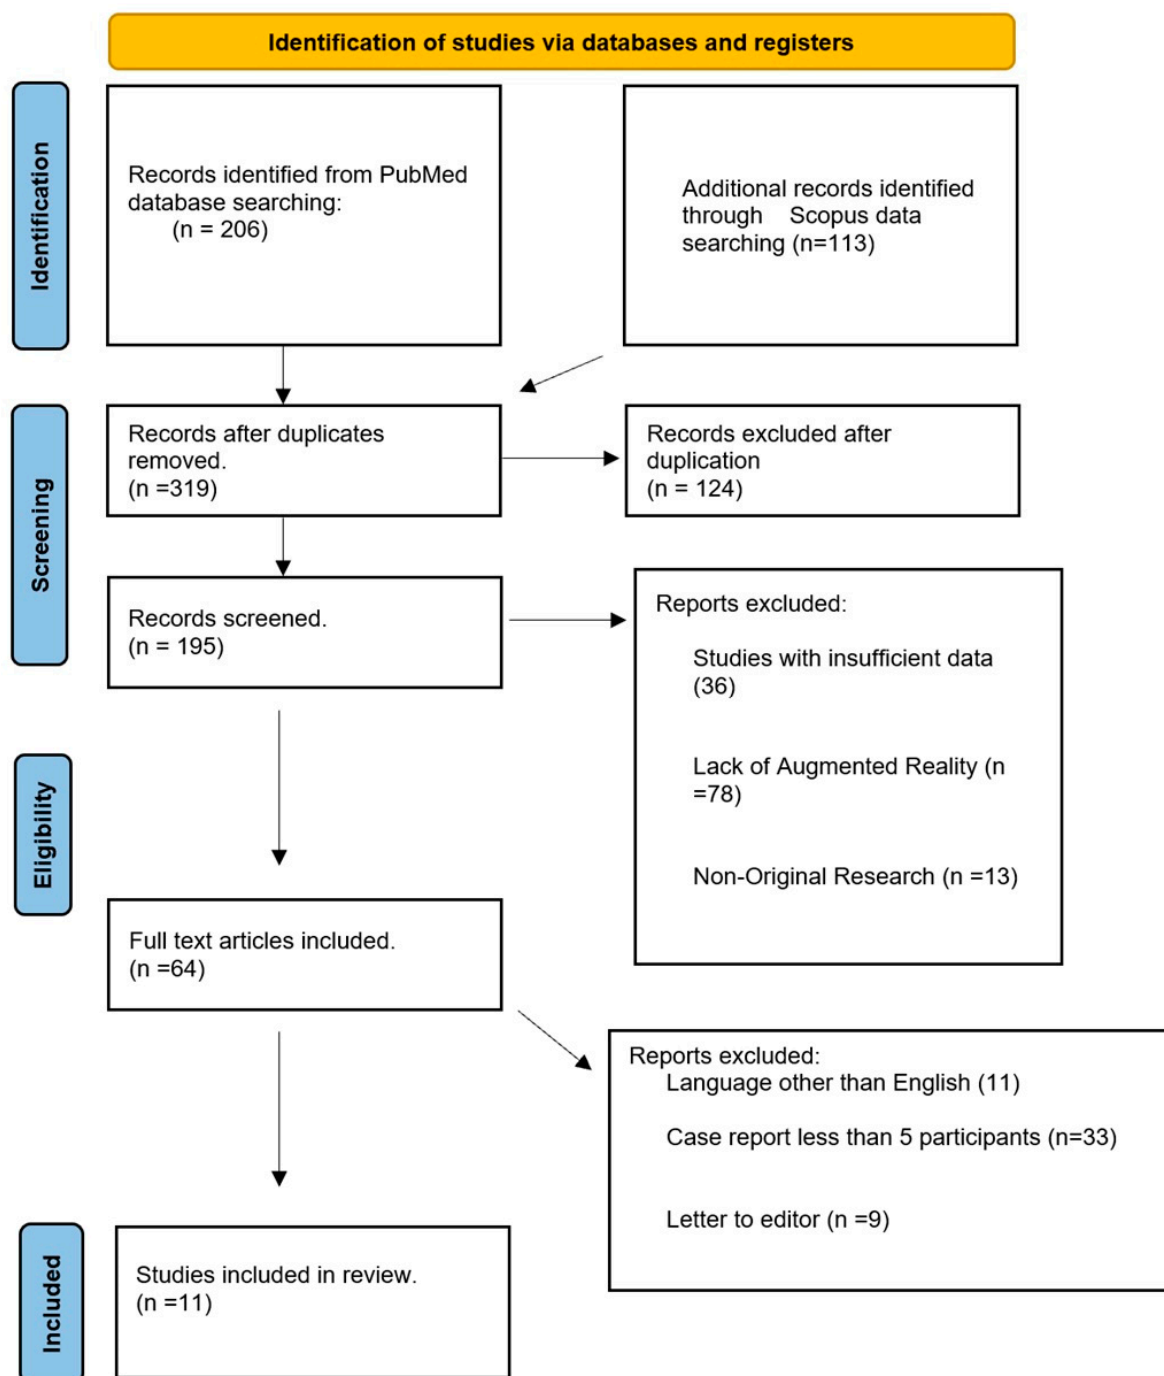 Identification of studies via databases and registers
Identification
Records identified from PubMed
database searching:
(n = 206)
Additional records identified
through Scopus data
searching (n=113)
Screening
Records after duplicates
removed.
(n =319)
Records excluded after
duplication
(n = 124)
Records screened.
(n = 195)
Reports excluded:
Studies with insufficient data
(36)
Lack of Augmented Reality (n
=78)
Non-Original Research (n =13)
Eligibility
Full text articles included.
(n =64)
Reports excluded:
Language other than English (11)
Case report less than 5 participants (n=33)
Letter to editor (n =9)
Included
Studies included in review.
(n =11)